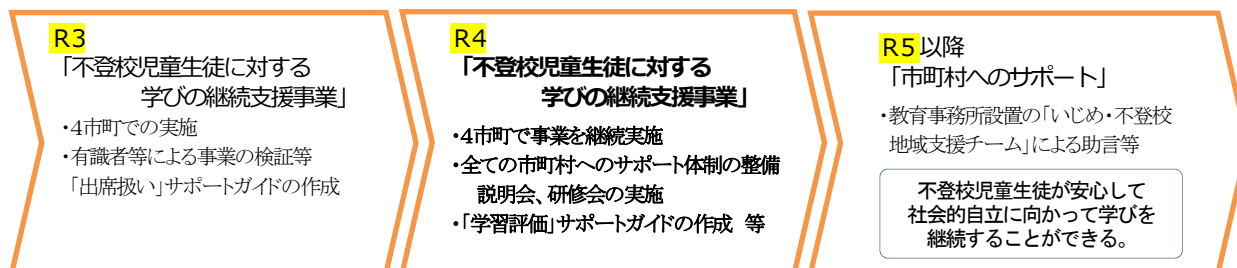 R3
「不登校児童生徒に対する
学びの継続支援事業」
・4市町での実施
・有識者等による事業の検証等
「出席扱い」サポートガイドの作成
R4
「不登校児童生徒に対する
学びの継続支援事業」
・4市町で事業を継続実施
・全ての市町村へのサポート体制の整備
説明会、研修会の実施
・「学習評価」サポートガイドの作成 等
R5以降
「市町村へのサポート」
・教育事務所設置の「いじめ・不登校
地域支援チーム」による助言等
不登校児童生徒が安心して
社会的自立に向かって学びを
継続することができる。